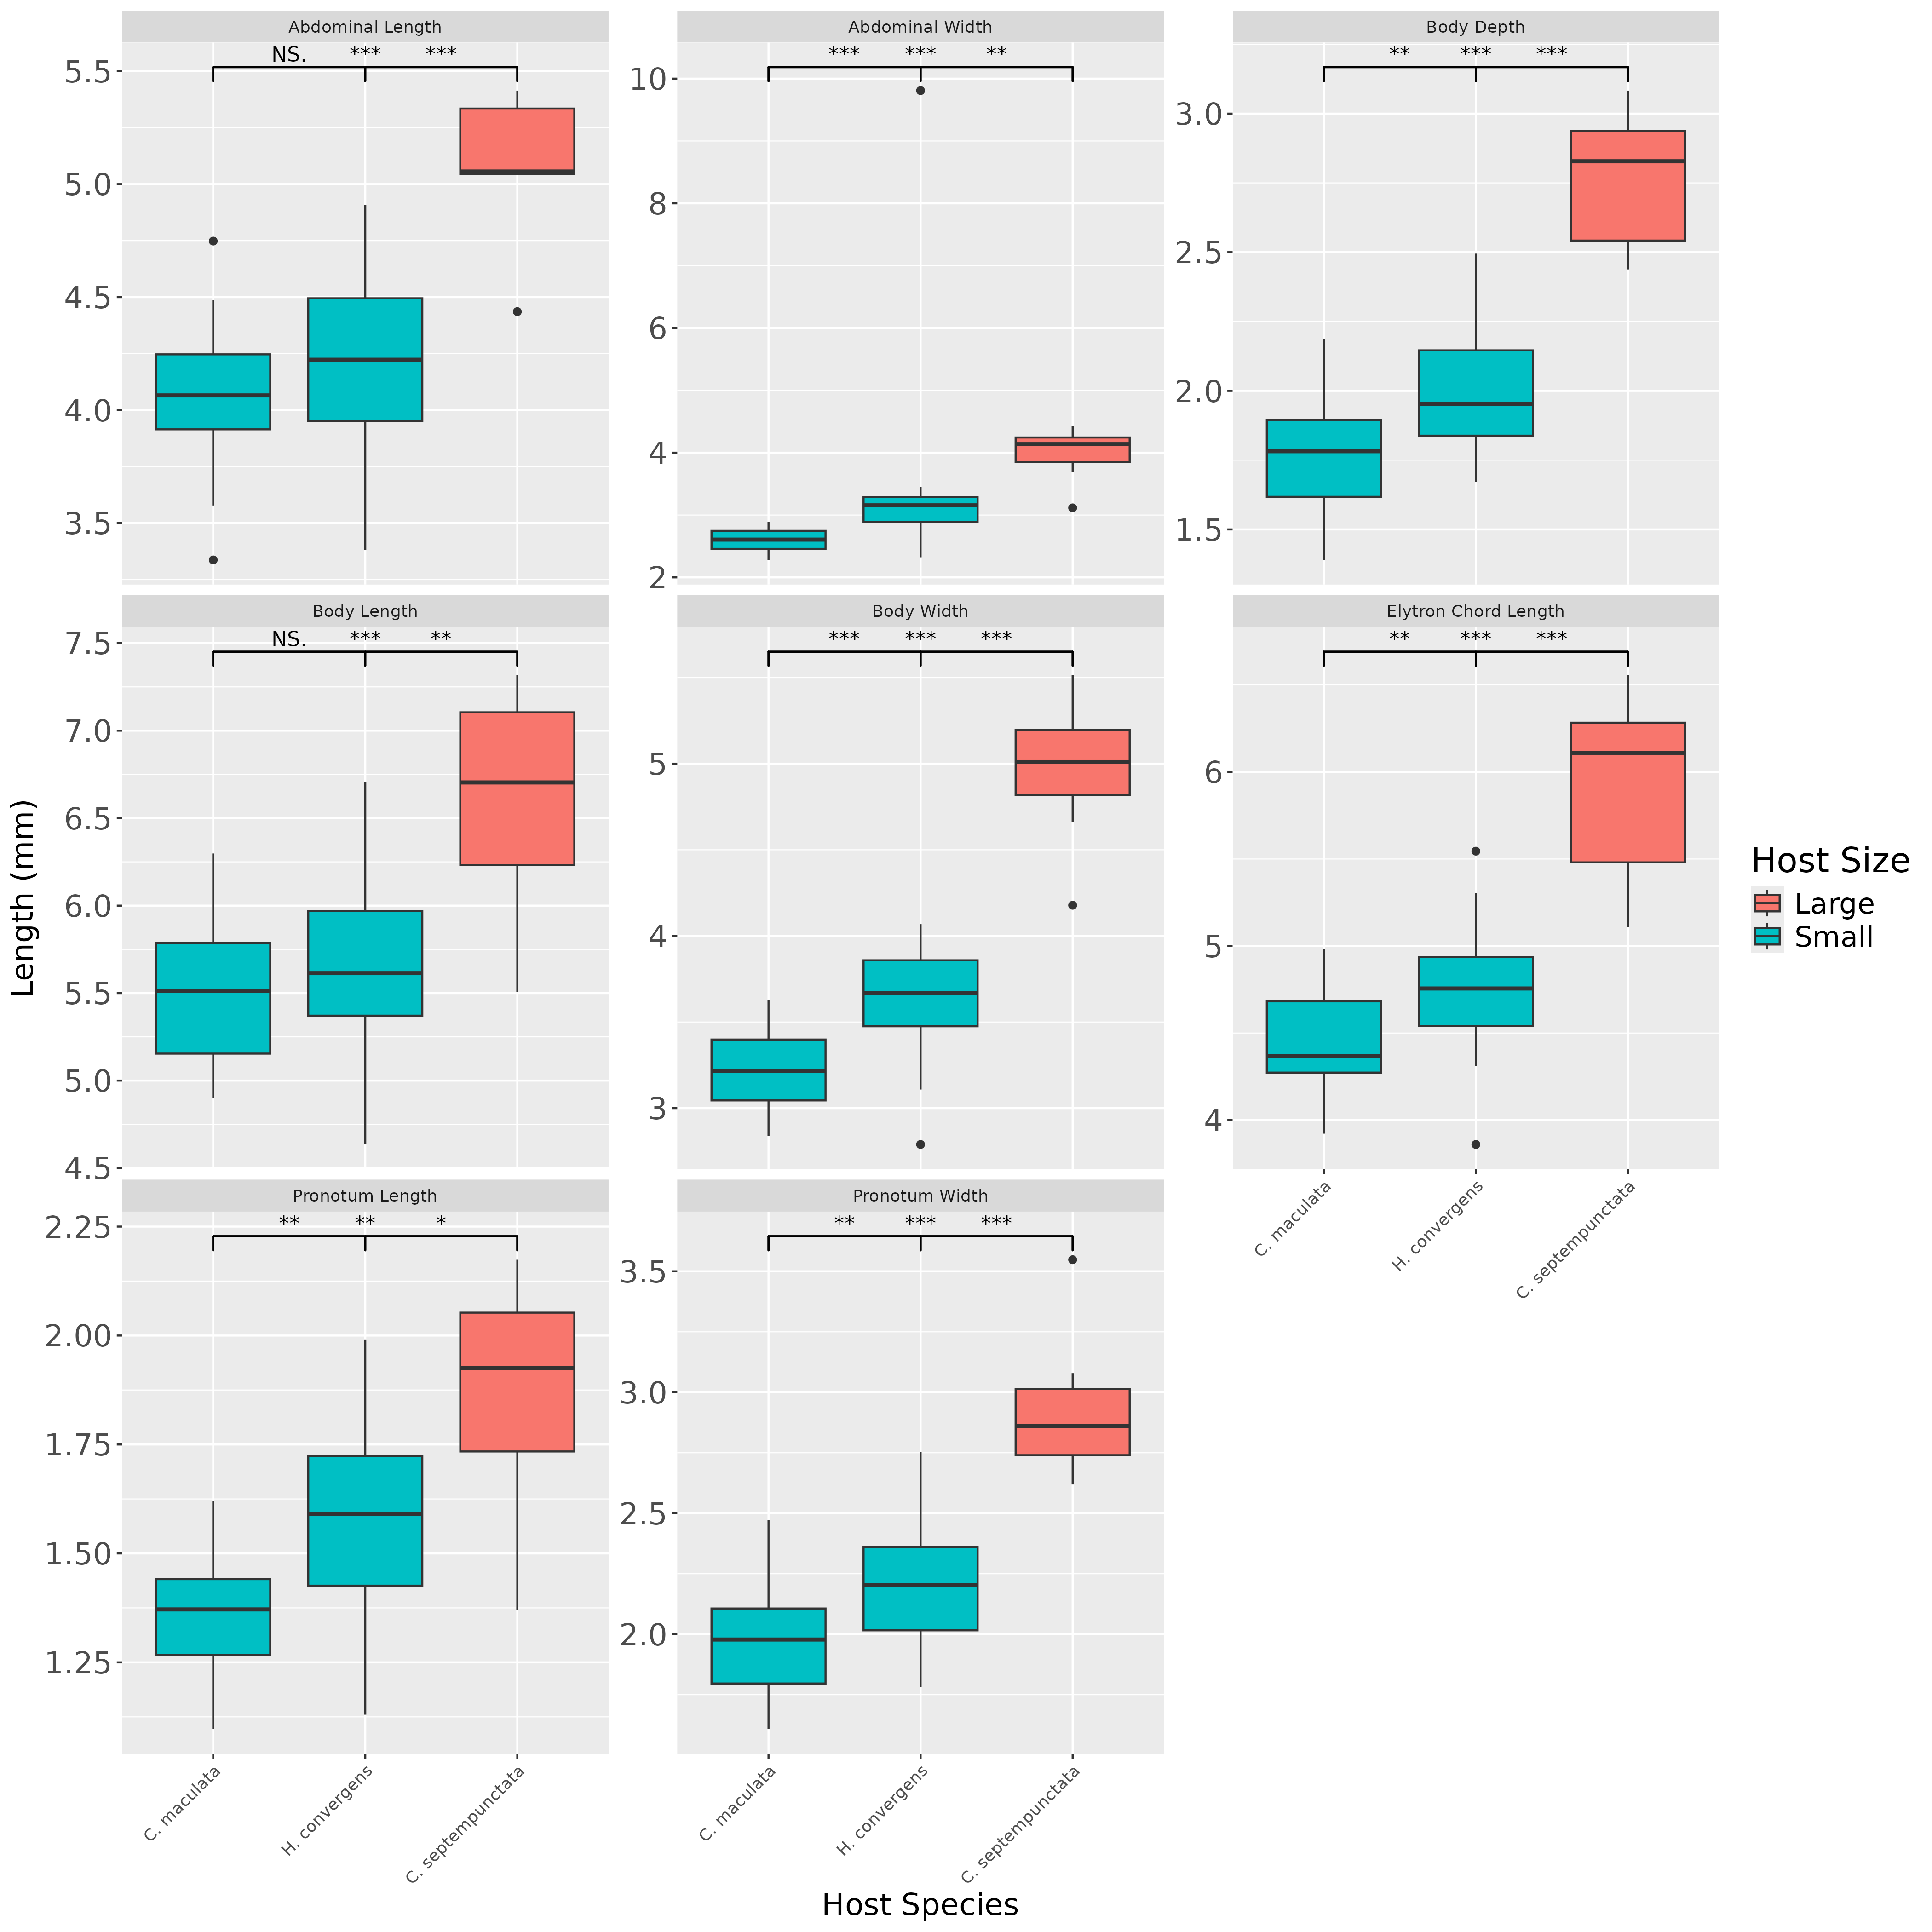 Abdominal Length
NS. *** ***
5.5
5.0
4.5
4.0
3.5
Abdominal Width
*** *** **
10
8
6
4
2
Body Depth
** *** ***
3.0
2.5
2.0
1.5
Body Length
NS. *** **
7.5
7.0
6.5
6.0
5.5
5.0
4.5
Body Width
*** *** ***
5
4
3
Elytron Chord Length
** *** ***
6
5
4
C. maculata
H. convergens
C. septempunctata
Pronotum Length
** ** *
2.25
2.00
1.75
1.50
1.25
C. maculata
H. convergens
C. septempunctata
Pronotum Width
** *** ***
3.5
3.0
2.5
2.0
C. maculata
H. convergens
C. septempunctata
Length (mm)
Host Species
Host Size
Large
Small